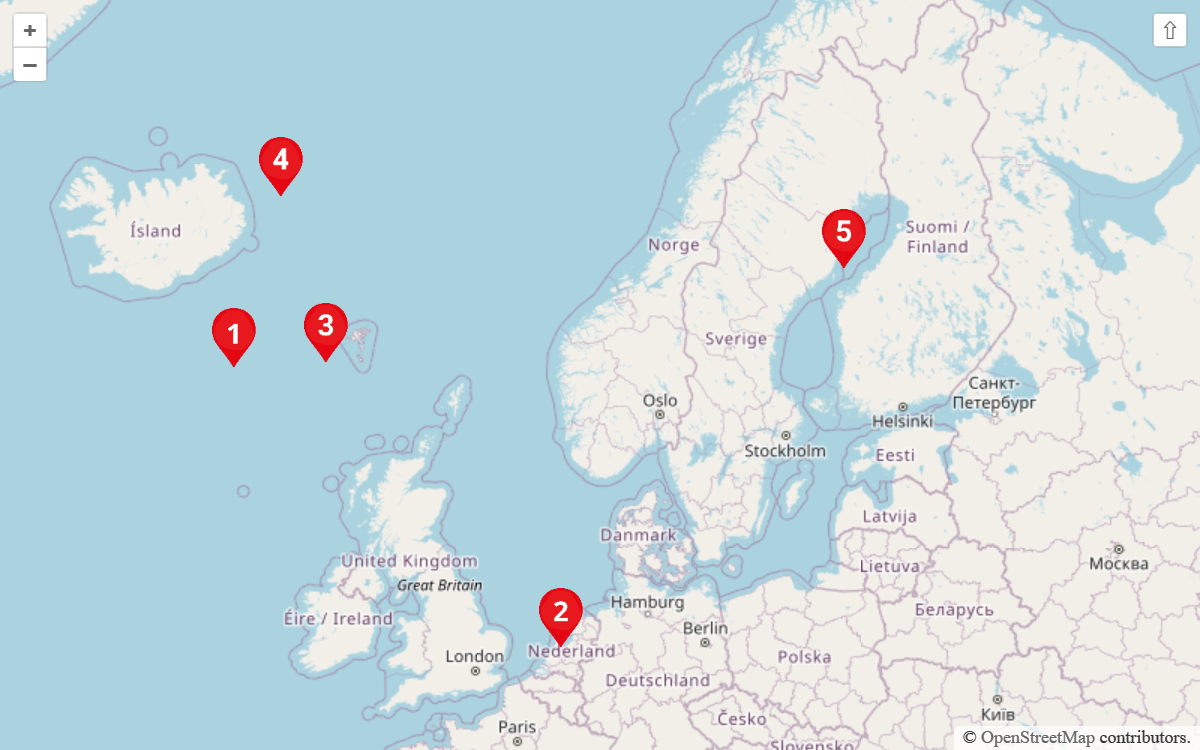 +
−
⇧
4
Ísland
5
Suomi /
Finland
Norge
1
3
Sverige
Санкт-
Петербург
Oslo
Helsinki
Stockholm
Eesti
Latvija
Danmark
Москва
United Kingdom
Lietuva
Great Britain
2
Hamburg
Беларусь
Éire / Ireland
Berlin
London
Nederland
Polska
Deutschland
Česko
Київ
Paris
Slovensko
© OpenStreetMap contributors.